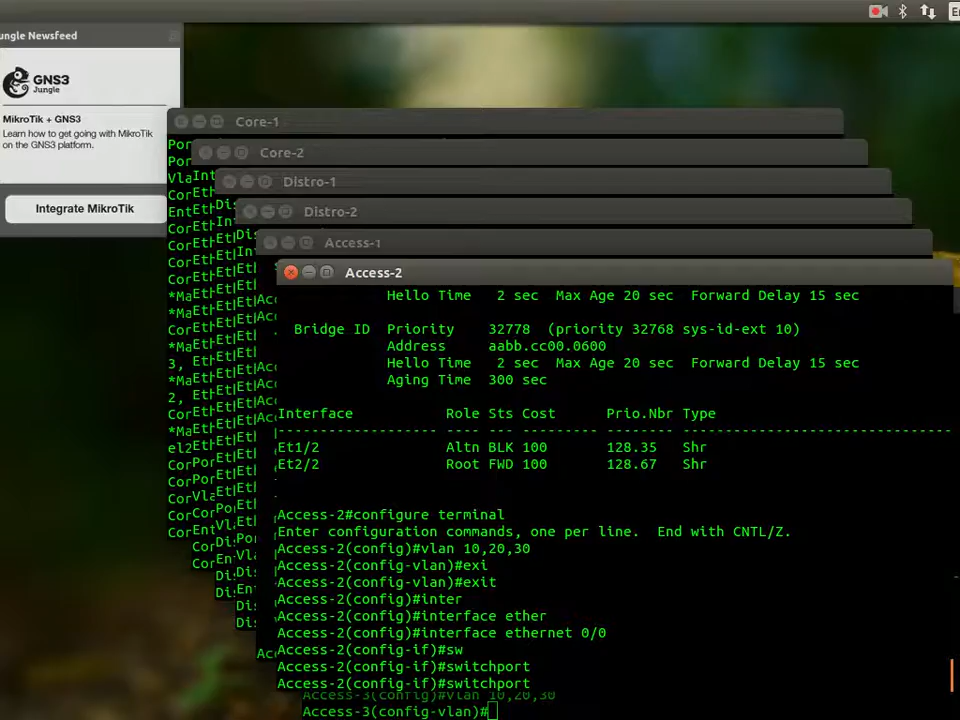 ungle Newsfeed
GNS3
Jungle
MikroTik + GNS3
Learn how to get going with MikroTik
on the GNS3 platform.
Integrate MikroTik
Core-1
Core-2
Distro-1
Distro-2
Access-1
Access-2
Hello Time 2 sec Max Age 20 sec Forward Delay 15 sec
Bridge ID Priority 32778 (priority 32768 sys-id-ext 10)
Address aabb.cc00.0600
Hello Time 2 sec Max Age 20 sec Forward Delay 15 sec
Aging Time 300 sec
Interface Role Sts Cost Prio.Nbr Type
------------------- ---- --- --------- -------- --------------------------------
Et1/2 Altn BLK 100 128.35 Shr
Et2/2 Root FWD 100 128.67 Shr
Access-2#configure terminal
Enter configuration commands, one per line. End with CNTL/Z.
Access-2(config)#vlan 10,20,30
Access-2(config-vlan)#exi
Access-2(config-vlan)#exit
Access-2(config)#inter
Access-2(config)#interface ether
Access-2(config)#interface ethernet 0/0
Access-2(config-if)#sw
Access-2(config-if)#switchport
Access-2(config-if)#switchport
Access-3(config)#vlan 10,20,30
Access-3(config-vlan)#